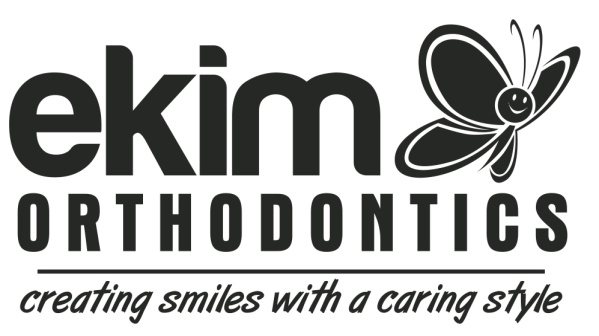 ekim
ORTHODONTICS
creating smiles with a caring style